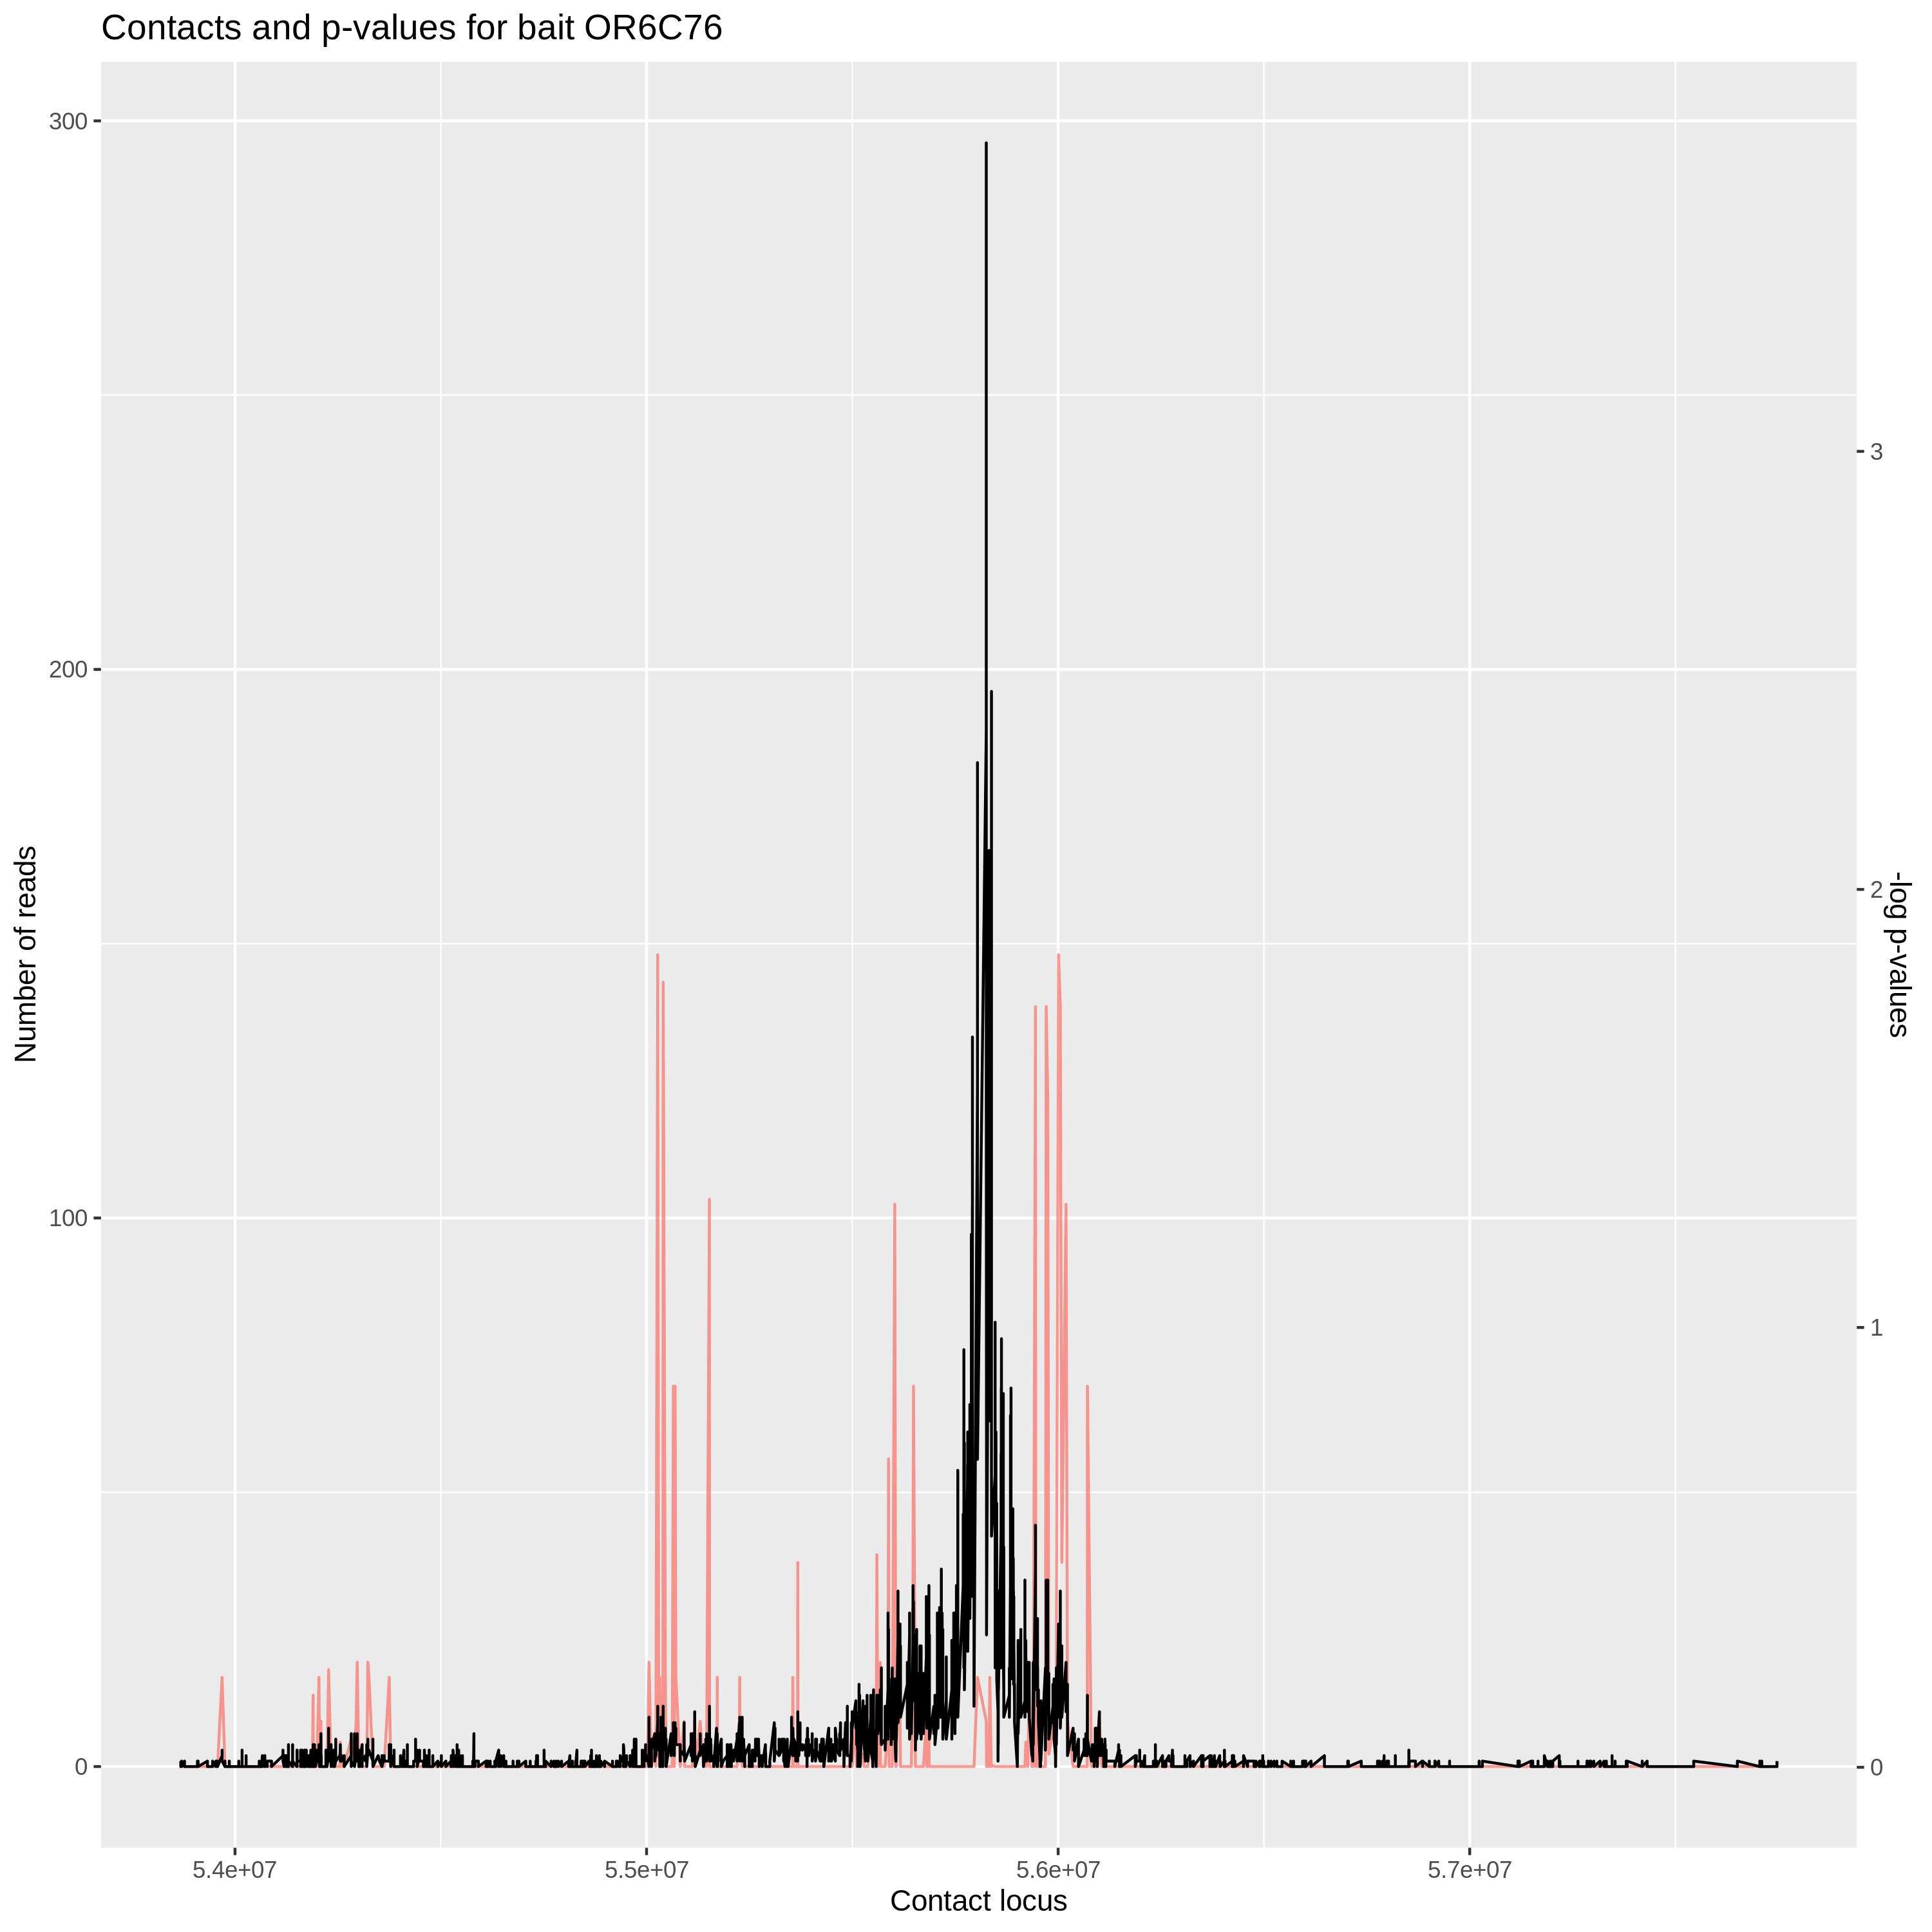 Contacts and p-values for bait OR6C76
300
200
100
0
Number of reads
3
2
1
0
-log p-values
5.4e+07
5.5e+07
5.6e+07
5.7e+07
Contact locus